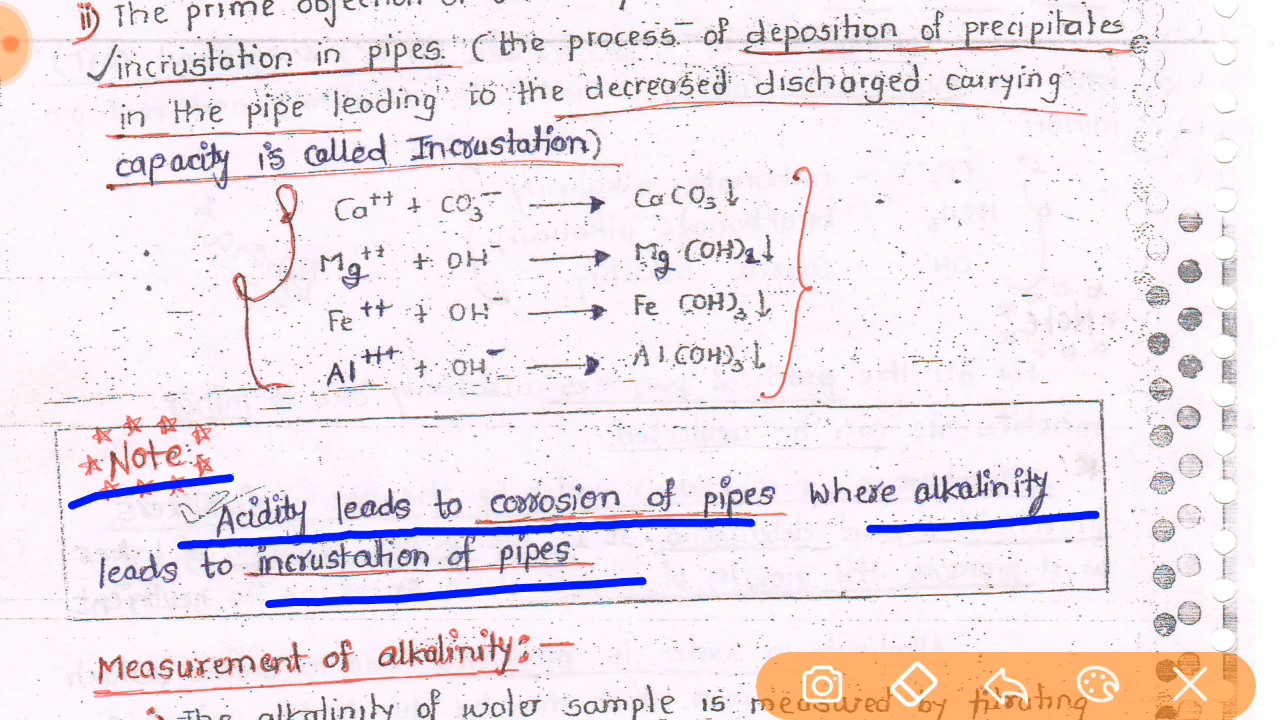 ii) The prime objection of
incrustation in pipes. (the process of deposition of precipitates
in the pipe leading to the decreased discharged carrying
capacity is called Incrustation)
Ca⁺⁺ + CO₃⁻⁻ → CaCO₃↓
Mg⁺⁺ + OH → Mg(OH)₂↓
Fe⁺⁺ + OH⁻ → Fe(OH)₃↓
Al⁺⁺⁺ + OH⁻ → Al(OH)₃↓
Note:
Acidity leads to corrosion of pipes where alkalinity
leads to incrustation of pipes.
Measurement of alkalinity: —
The alkalinity of water sample is measured by titrating